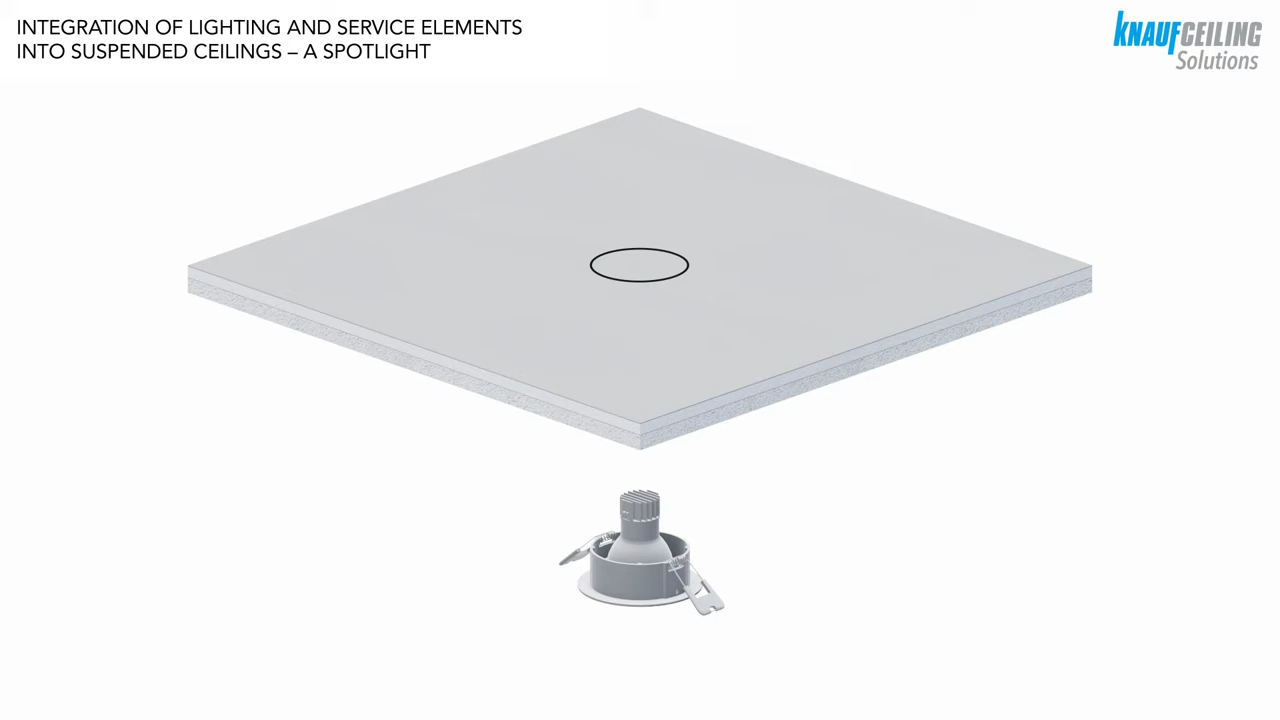 INTEGRATION OF LIGHTING AND SERVICE ELEMENTS
INTO SUSPENDED CEILINGS – A SPOTLIGHT
KNAUFCEILING
Solutions